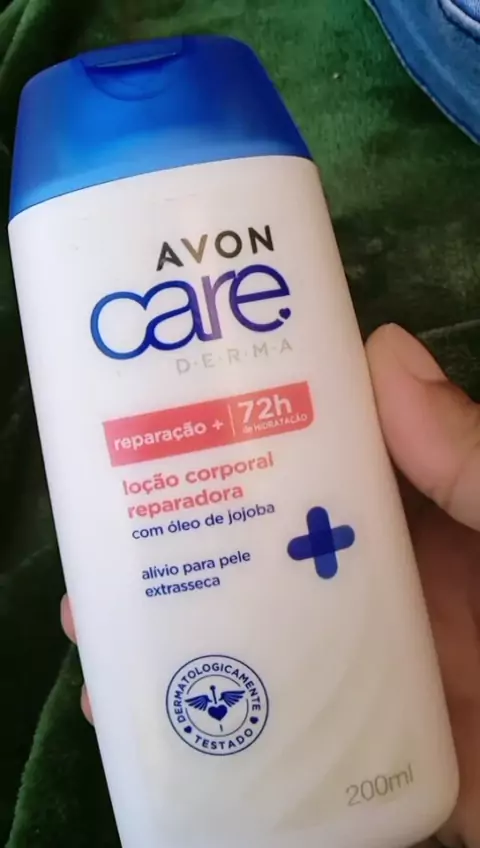 AVON
care
D·E·R·M·A
reparação + 72h
de HIDRATAÇÃO
loção corporal
reparadora
com óleo de jojoba
alívio para pele
extrasseca
DERMATOLOGICAMENTE
TESTADO
200ml